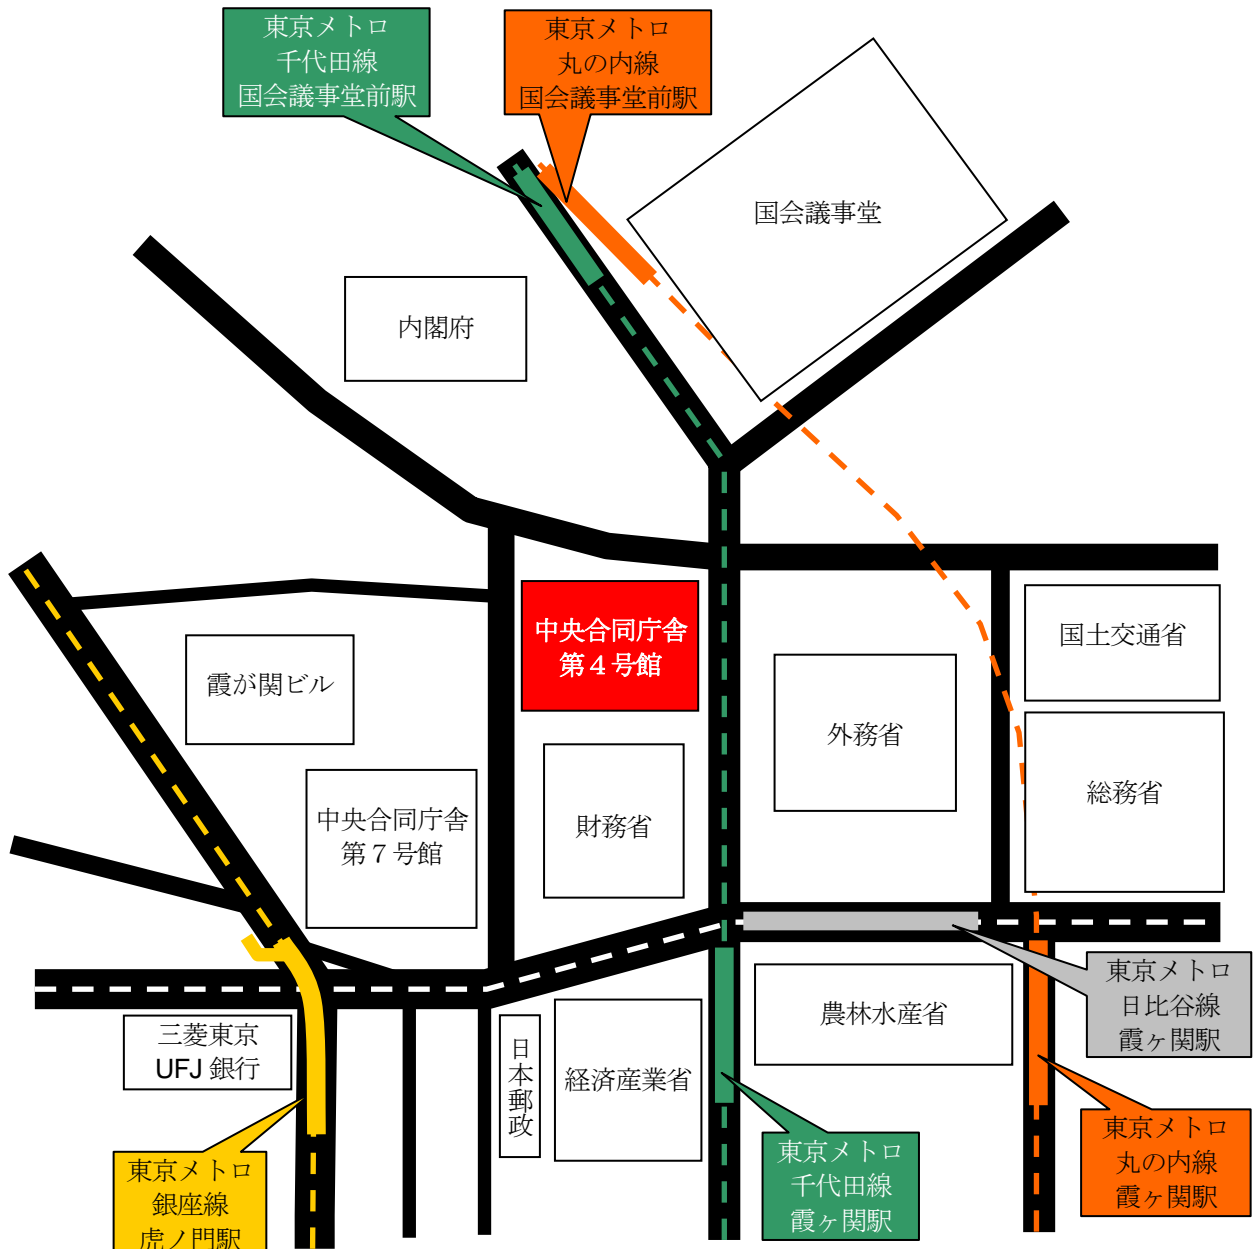 東京メトロ
千代田線
国会議事堂前駅
東京メトロ
丸の内線
国会議事堂前駅
国会議事堂
内閣府
中央合同庁舎
第４号館
国土交通省
霞が関ビル
外務省
総務省
中央合同庁舎
第７号館
財務省
東京メトロ
日比谷線
霞ヶ関駅
農林水産省
三菱東京
UFJ 銀行
日本郵政
経済産業省
東京メトロ
銀座線
虎ノ門駅
東京メトロ
千代田線
霞ヶ関駅
東京メトロ
丸の内線
霞ヶ関駅